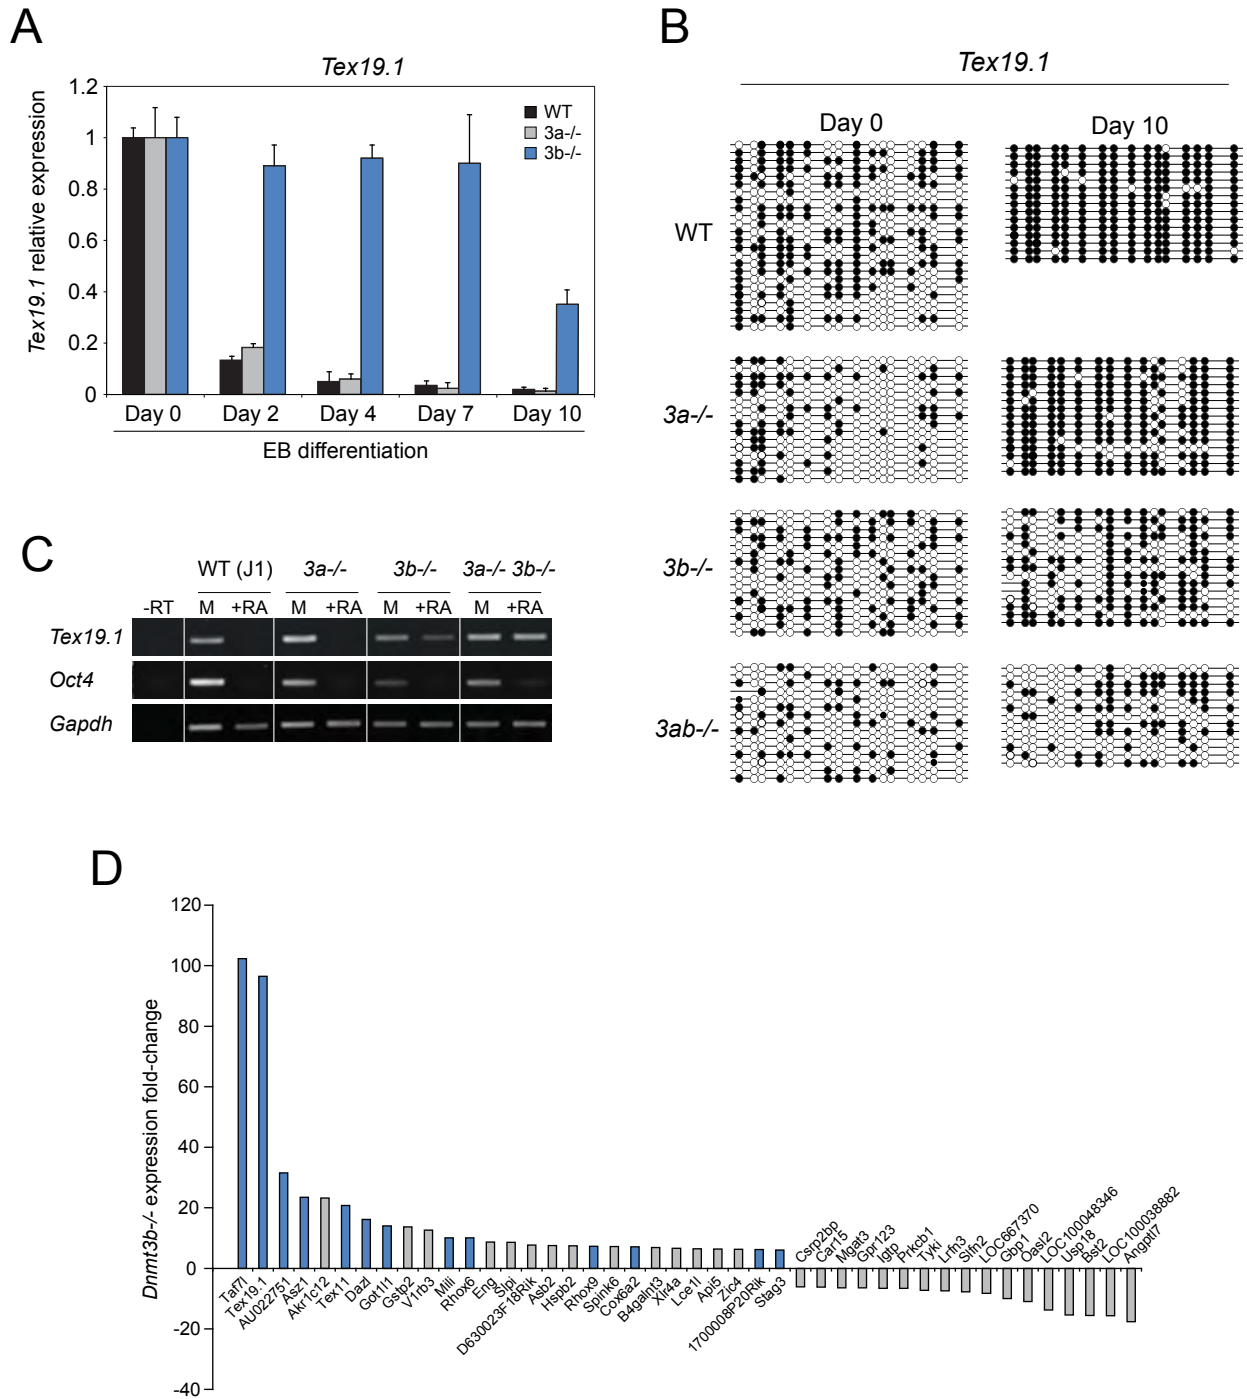 A
Tex19.1
Tex19.1 relative expression
1.2
1
0.8
0.6
0.4
0.2
0
WT
3a-/-
3b-/-
Day 0
Day 2
Day 4
Day 7
Day 10
EB differentiation
B
Tex19.1
Day 0
Day 10
WT
3a-/-
3b-/-
3ab-/-
C
WT (J1)
3a-/-
3b-/-
3a-/- 3b-/-
-RT
M
+RA
M
+RA
M
+RA
M
+RA
Tex19.1
Oct4
Gapdh
D
Dnmt3b-/- expression fold-change
120
100
80
60
40
20
0
-20
-40
Taf7l
Tex19.1
AU022751
Asz1
Akr1c12
Tex11
Dazl
Got1l1
Gstp2
V1rb3
Mlli
Rhox6
Eng
Slpi
D630023F18Rik
Asb2
Hspb2
Rhox9
Spink6
Cox6a2
B4galnt3
Xlr4a
Lce1l
Api5
Zic4
1700008P20Rik
Stag3
Csrp2bp
Car15
Mgat3
Gpr123
Igtp
Prkcb1
Tyki
Lrfn3
Slfn2
LOC667370
Gbp1
Oasl2
LOC100048346
Usp18
Bst2
LOC100038882
Angptl7